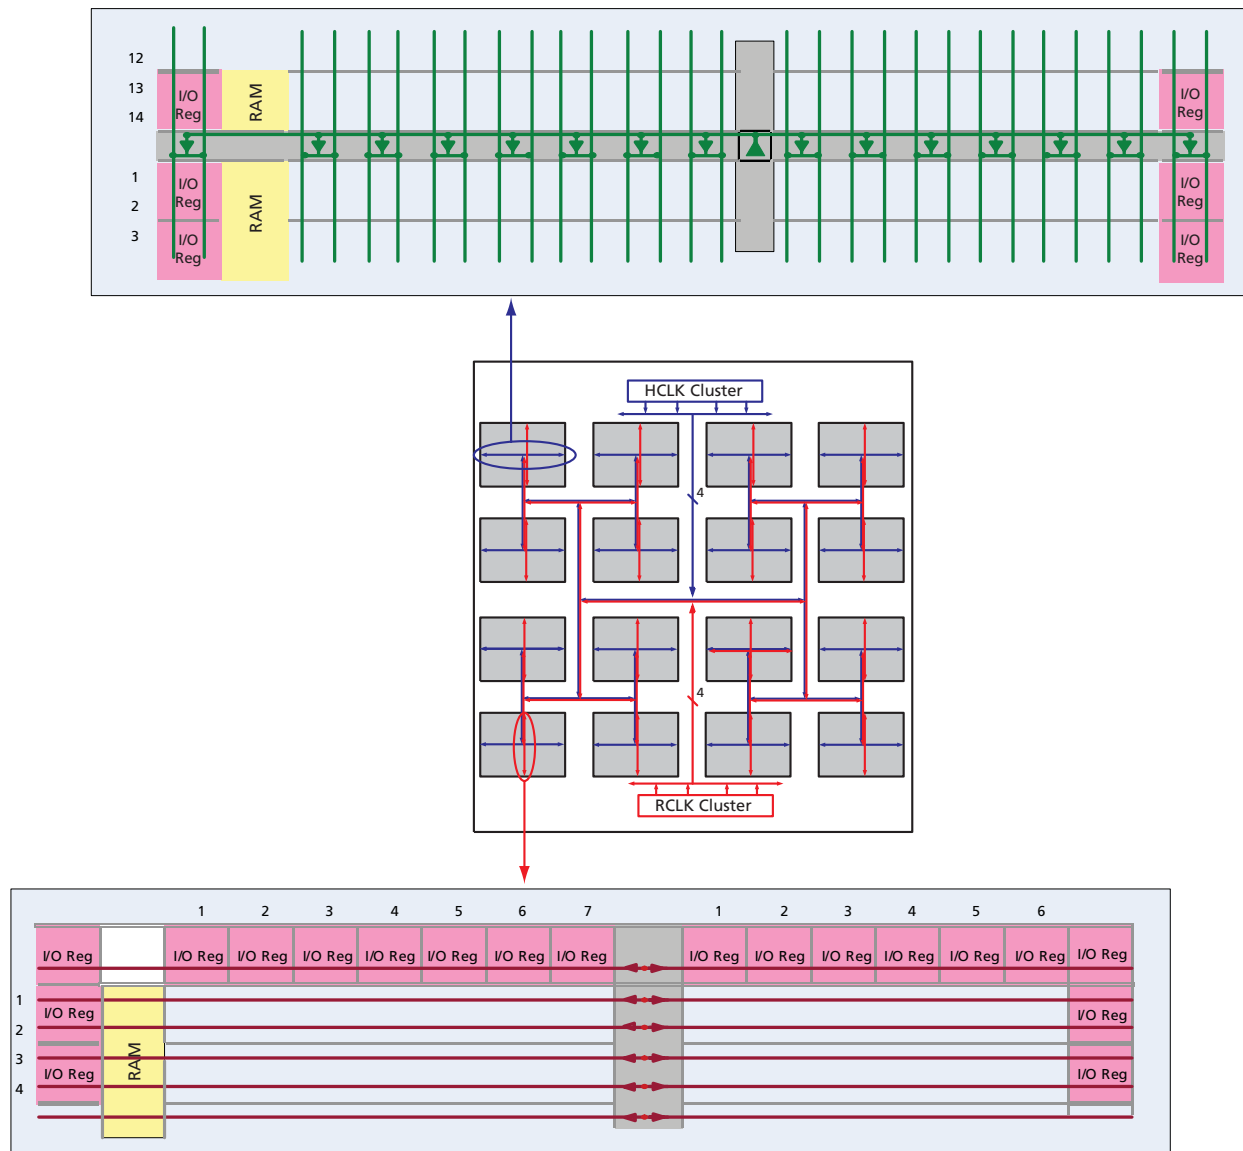 12
13
14
I/O
Reg
RAM
I/O
Reg
1
2
3
I/O
Reg
I/O
Reg
RAM
I/O
Reg
I/O
Reg
HCLK Cluster
4
4
RCLK Cluster
1 2 3 4 5 6 7 1 2 3 4 5 6
I/O Reg I/O Reg I/O Reg I/O Reg I/O Reg I/O Reg I/O Reg I/O Reg I/O Reg I/O Reg I/O Reg I/O Reg I/O Reg I/O Reg I/O Reg
1
I/O Reg I/O Reg
2
3
RAM
I/O Reg I/O Reg
4